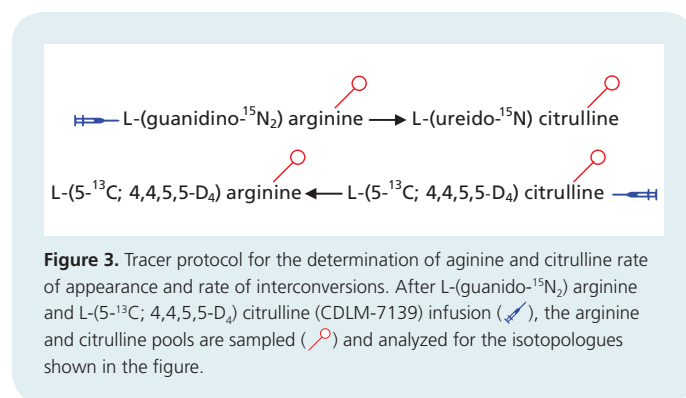 L-(guanidino-¹⁵N₂) arginine → L-(ureido-¹⁵N) citrulline
L-(5-¹³C; 4,4,5,5-D₄) arginine ← L-(5-¹³C; 4,4,5,5-D₄) citrulline
Figure 3. Tracer protocol for the determination of aginine and citrulline rate
of appearance and rate of interconversions. After L-(guanido-¹⁵N₂) arginine
and L-(5-¹³C; 4,4,5,5-D₄) citrulline (CDLM-7139) infusion ( ), the arginine
and citrulline pools are sampled ( ) and analyzed for the isotopologues
shown in the figure.